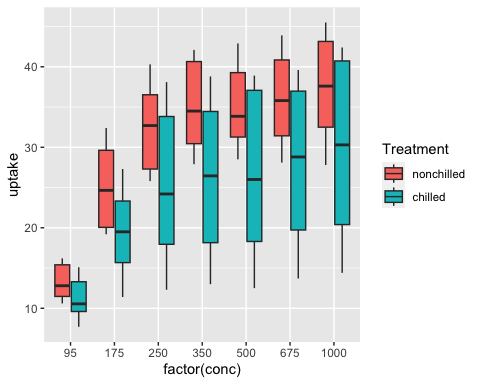 40
30
20
10
uptake
95 175 250 350 500 675 1000
factor(conc)
Treatment
nonchilled
chilled